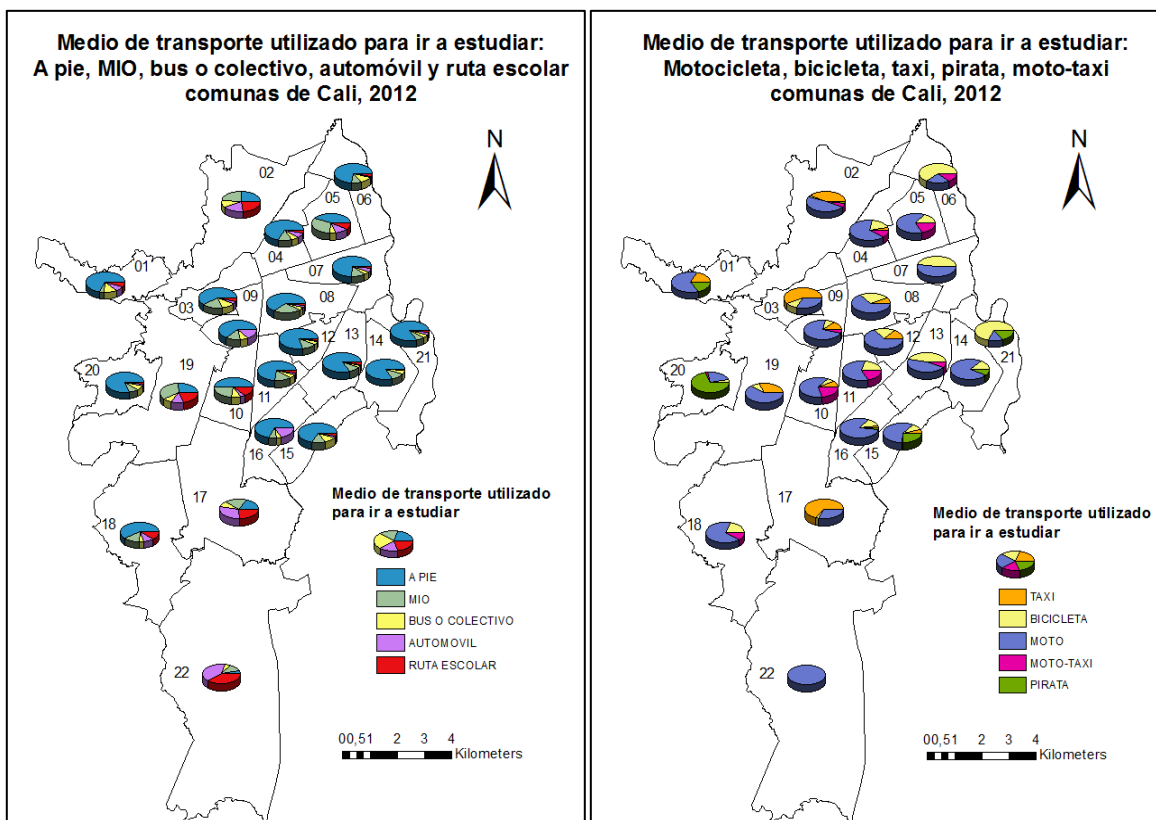 Medio de transporte utilizado para ir a estudiar:
A pie, MIO, bus o colectivo, automóvil y ruta escolar
comunas de Cali, 2012
N
02
05
06
04
01
07
03
09
08
13
12
14
20
19
21
10
11
16
15
17
18
22
Medio de transporte utilizado
para ir a estudiar
A PIE
MIO
BUS O COLECTIVO
AUTOMOVIL
RUTA ESCOLAR
00,51 2 3 4
Kilometers
Medio de transporte utilizado para ir a estudiar:
Motocicleta, bicicleta, taxi, pirata, moto-taxi
comunas de Cali, 2012
N
02
05
06
04
01
07
03
09
08
13
12
14
20
19
21
10
11
16
15
17
18
22
Medio de transporte utilizado
para ir a estudiar
TAXI
BICICLETA
MOTO
MOTO-TAXI
PIRATA
00,51 2 3 4
Kilometers